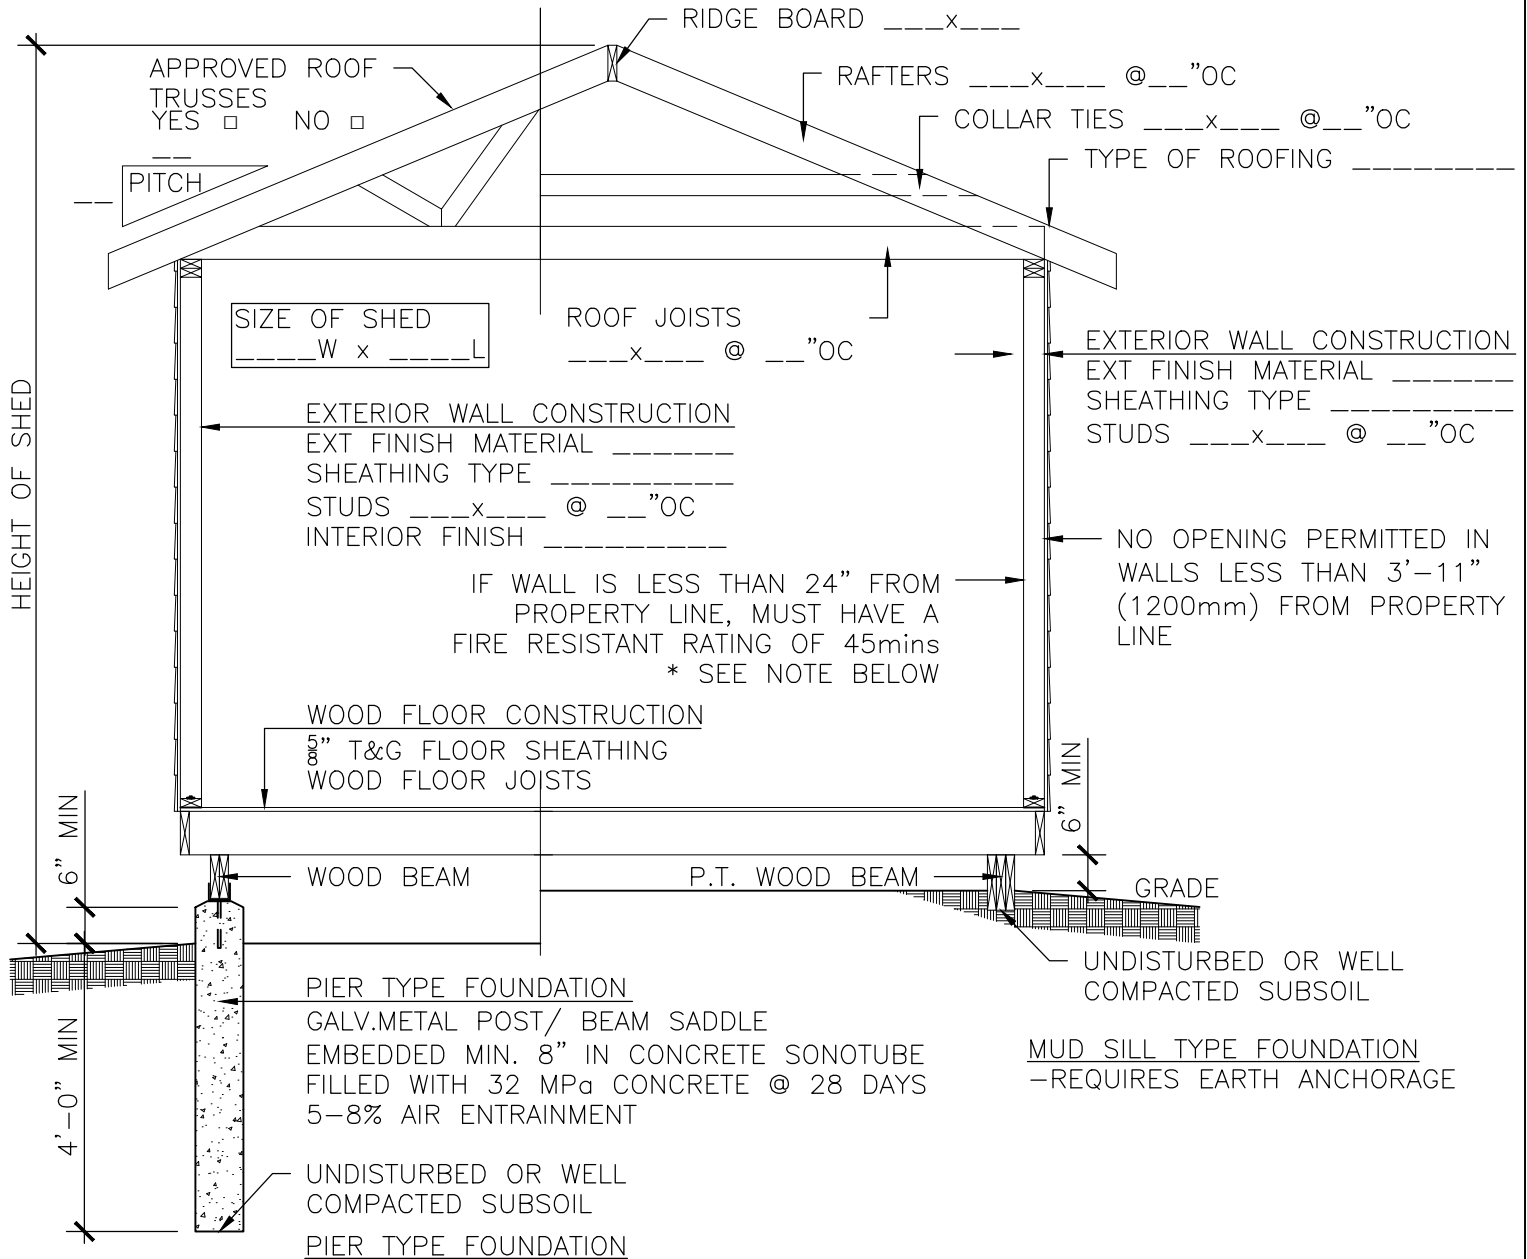 RIDGE BOARD ___x___
APPROVED ROOF
TRUSSES
YES □ NO □
__
__ PITCH
RAFTERS ___x___ @__"OC
COLLAR TIES ___x___ @__"OC
TYPE OF ROOFING ________
SIZE OF SHED
____W x ____L
ROOF JOISTS
___x___ @ __"OC
EXTERIOR WALL CONSTRUCTION
EXT FINISH MATERIAL ______
SHEATHING TYPE _________
STUDS ___x___ @ __"OC
HEIGHT OF SHED
EXTERIOR WALL CONSTRUCTION
EXT FINISH MATERIAL ______
SHEATHING TYPE _________
STUDS ___x___ @ __"OC
INTERIOR FINISH _________
NO OPENING PERMITTED IN
WALLS LESS THAN 3'-11"
(1200mm) FROM PROPERTY
LINE
IF WALL IS LESS THAN 24" FROM
PROPERTY LINE, MUST HAVE A
FIRE RESISTANT RATING OF 45mins
* SEE NOTE BELOW
WOOD FLOOR CONSTRUCTION
5/8" T&G FLOOR SHEATHING
WOOD FLOOR JOISTS
6" MIN
6" MIN
WOOD BEAM
P.T. WOOD BEAM
GRADE
UNDISTURBED OR WELL
COMPACTED SUBSOIL
PIER TYPE FOUNDATION
GALV.METAL POST/ BEAM SADDLE
EMBEDDED MIN. 8" IN CONCRETE SONOTUBE
FILLED WITH 32 MPa CONCRETE @ 28 DAYS
5-8% AIR ENTRAINMENT
MUD SILL TYPE FOUNDATION
-REQUIRES EARTH ANCHORAGE
4'-0" MIN
UNDISTURBED OR WELL
COMPACTED SUBSOIL
PIER TYPE FOUNDATION